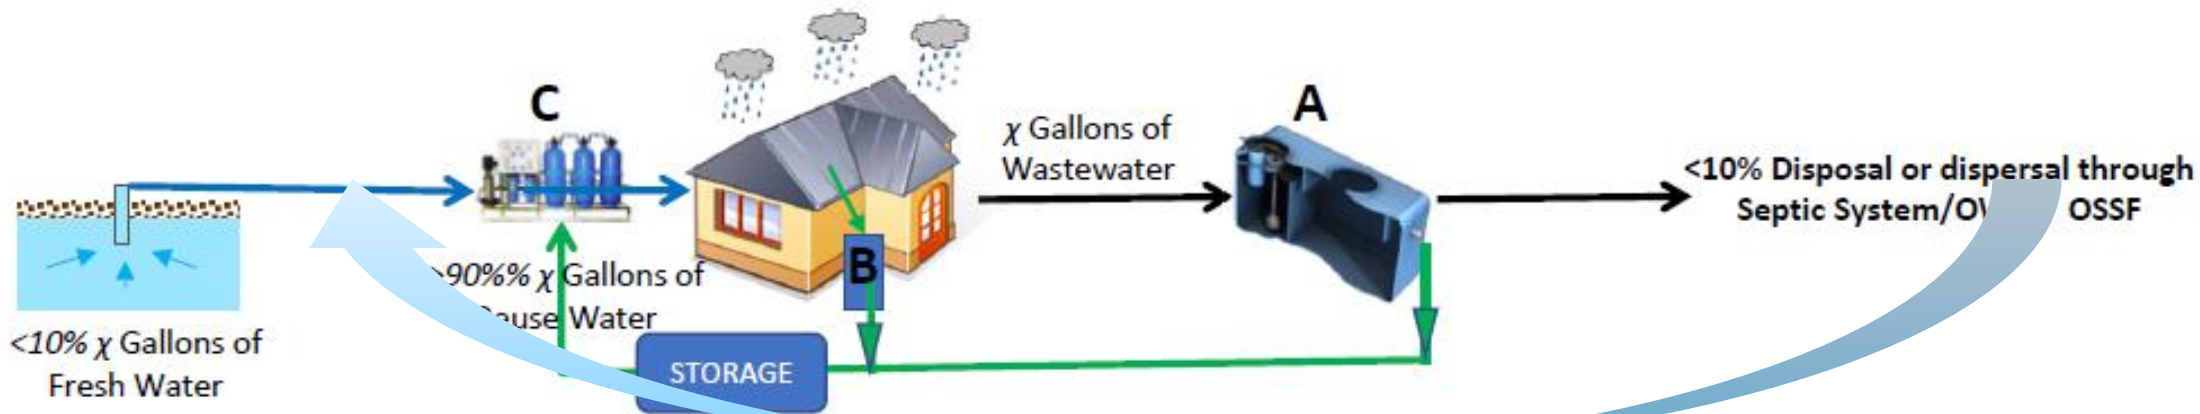 C
A
B
χ Gallons of
Wastewater
<10% Disposal or dispersal through
Septic System/ OSSF
90%% χ Gallons of
Water
<10% χ Gallons of
Fresh Water
STORAGE